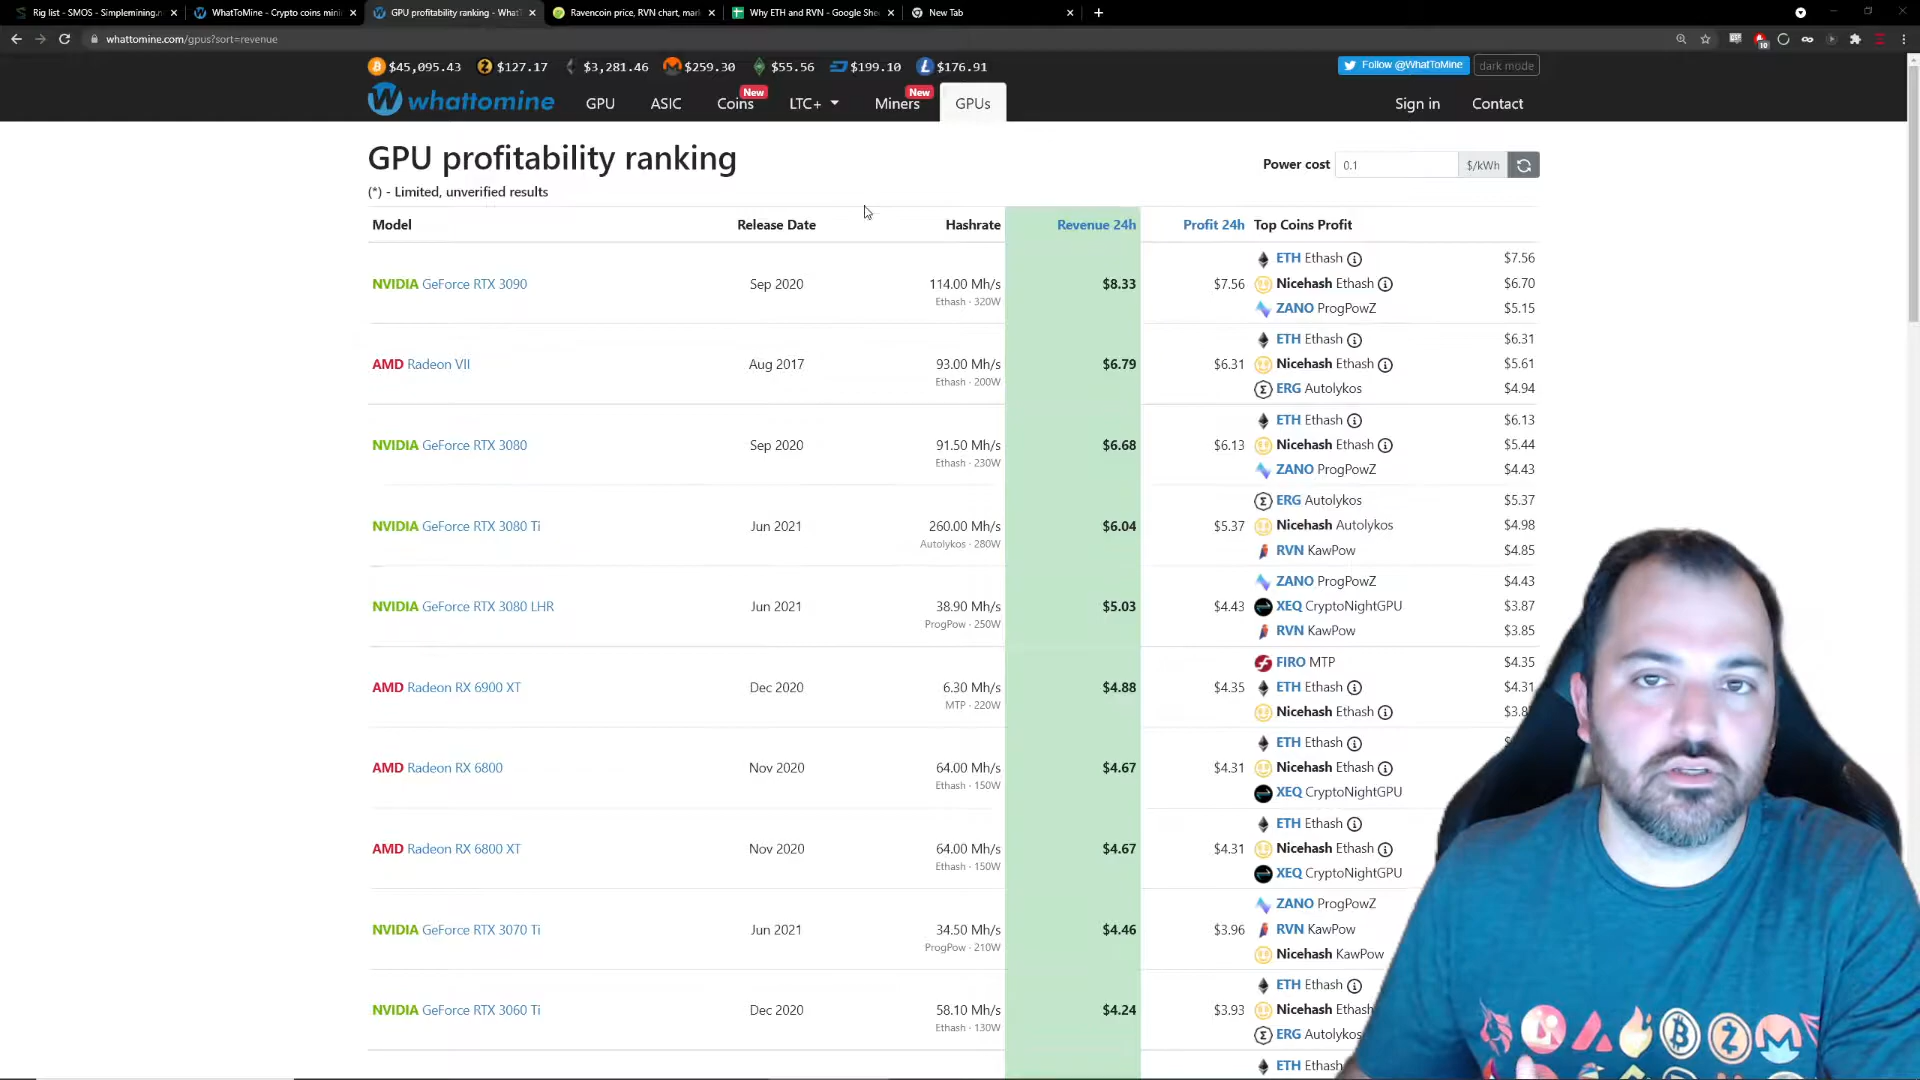 Rig list - SMOS - Simplemining.n
WhatToMine - Crypto coins mini
GPU profitability ranking - What
Ravencoin price, RVN chart, mar
Why ETH and RVN - Google She
New Tab
whattomine.com/gpus?sort=revenue
10
$45,095.43 $127.17 $3,281.46 $259.30 $55.56 $199.10 $176.91
Follow @WhatToMine dark mode
whattomine GPU ASIC Coins New LTC+ Miners New GPUs Sign in Contact
GPU profitability ranking
Power cost 0.1 $/kWh
(*) - Limited, unverified results
Model Release Date Hashrate Revenue 24h Profit 24h Top Coins Profit
NVIDIA GeForce RTX 3090 Sep 2020 114.00 Mh/s Ethash - 320W $8.33 $7.56
ETH Ethash $7.56
Nicehash Ethash $6.70
ZANO ProgPowZ $5.15
AMD Radeon VII Aug 2017 93.00 Mh/s Ethash - 200W $6.79 $6.31
ETH Ethash $6.31
Nicehash Ethash $5.61
ERG Autolykos $4.94
NVIDIA GeForce RTX 3080 Sep 2020 91.50 Mh/s Ethash - 230W $6.68 $6.13
ETH Ethash $6.13
Nicehash Ethash $5.44
ZANO ProgPowZ $4.43
NVIDIA GeForce RTX 3080 Ti Jun 2021 260.00 Mh/s Autolykos - 280W $6.04 $5.37
ERG Autolykos $5.37
Nicehash Autolykos $4.98
RVN KawPow $4.85
NVIDIA GeForce RTX 3080 LHR Jun 2021 38.90 Mh/s ProgPow - 250W $5.03 $4.43
ZANO ProgPowZ $4.43
XEQ CryptoNightGPU $3.87
RVN KawPow $3.85
AMD Radeon RX 6900 XT Dec 2020 6.30 Mh/s MTP - 220W $4.88 $4.35
FIRO MTP $4.35
ETH Ethash $4.31
Nicehash Ethash $3.8
AMD Radeon RX 6800 Nov 2020 64.00 Mh/s Ethash - 150W $4.67 $4.31
ETH Ethash
Nicehash Ethash
XEQ CryptoNightGPU
AMD Radeon RX 6800 XT Nov 2020 64.00 Mh/s Ethash - 150W $4.67 $4.31
ETH Ethash
Nicehash Ethash
XEQ CryptoNightGPU
NVIDIA GeForce RTX 3070 Ti Jun 2021 34.50 Mh/s ProgPow - 210W $4.46 $3.96
ZANO ProgPowZ
RVN KawPow
Nicehash KawPow
NVIDIA GeForce RTX 3060 Ti Dec 2020 58.10 Mh/s Ethash - 130W $4.24 $3.93
ETH Ethash
Nicehash Ethash
ERG Autolykos
ETH Ethash